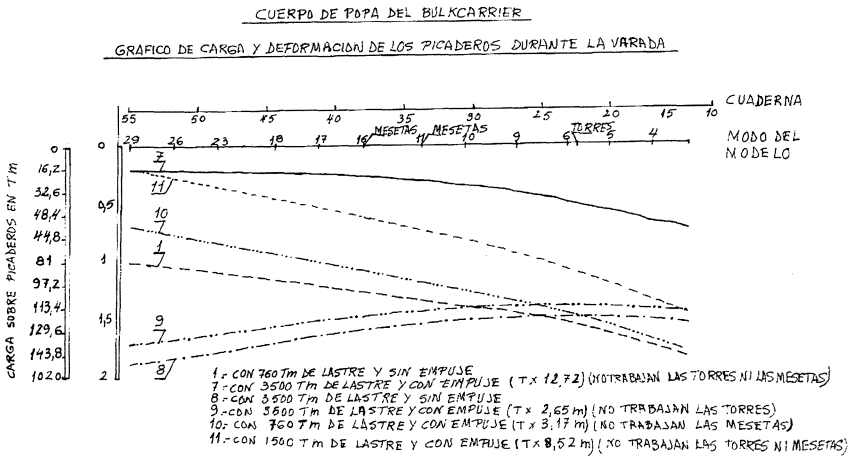 CUERPO DE POPA DEL BULKCARRIER
GRAFICO DE CARGA Y DEFORMACION DE LOS PICADEROS DURANTE LA VARADA
55 50 45 40 35 30 25 20 15 10 CUADERNA
MESETAS MESETAS TORRES
29 26 23 18 17 16 11 10 9 6 5 4 MODO DEL
MODELO
CARGA SOBRE PICADEROS EN Tm
0
16,2
32,6
48,4
44,8
81
97,2
113,4
129,6
143,8
1020
0
0,5
1
1,5
2
7
11
10
1
9
8
1.- CON 760 Tm DE LASTRE Y SIN EMPUJE
7.- CON 3500 Tm DE LASTRE Y CON EMPUJE (T x 12,72) (NO TRABAJAN LAS TORRES NI LAS MESETAS)
8.- CON 3500 Tm DE LASTRE Y SIN EMPUJE
9.- CON 3500 Tm DE LASTRE Y CON EMPUJE (T x 2,65 m) (NO TRABAJAN LAS TORRES)
10.- CON 760 Tm DE LASTRE Y CON EMPUJE (T x 3,17 m) (NO TRABAJAN LAS MESETAS)
11.- CON 1500 Tm DE LASTRE Y CON EMPUJE (T x 8,52 m) (NO TRABAJAN LAS TORRES NI MESETAS)